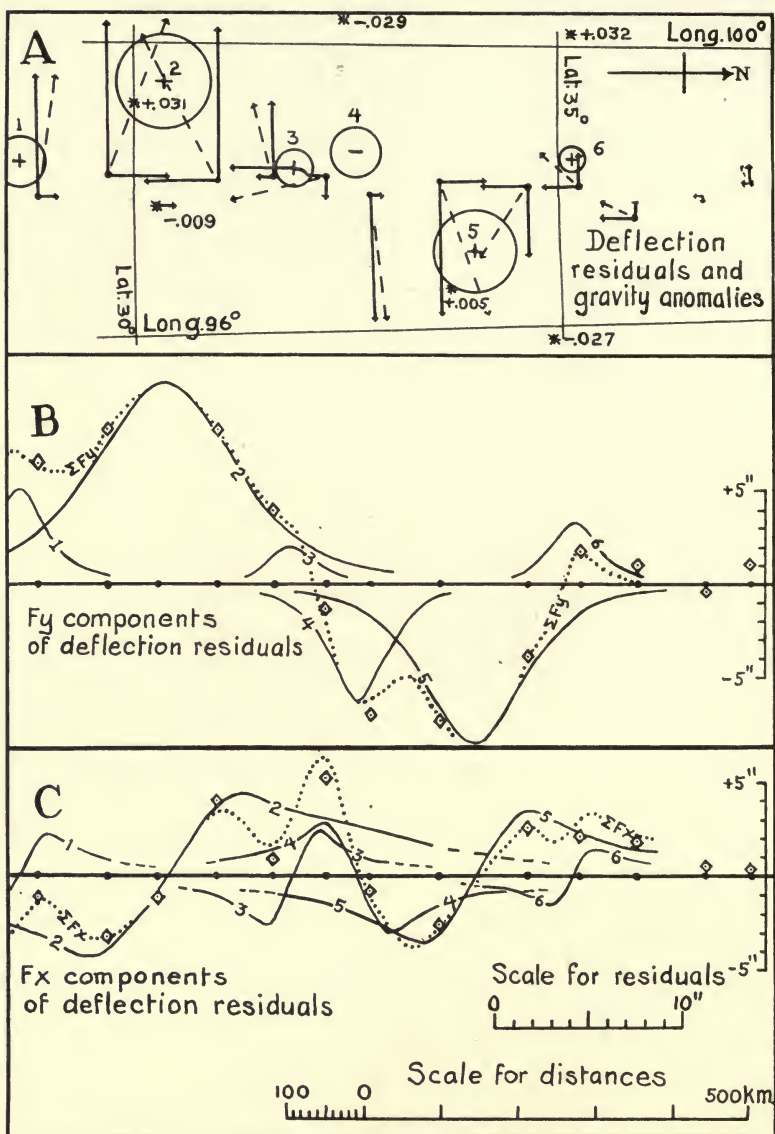 A
*-.029
*+.032
Long.100°
N
2
*+.031
Lat.35°
1
+
3
+
4
-
6
+
*-.009
5
+
*+.005
Deflection
residuals and
gravity anomalies
Lat.30°
Long.96°
*-.027
B
ΣFy
2
+5"
1
3
6
Fy components
of deflection residuals
4
5
ΣFy
-5"
C
+5"
1
2
4
3
5
ΣFx
6
ΣFx
2
3
5
4
6
-5"
Fx components
of deflection residuals
Scale for residuals
0 10"
Scale for distances
100 0 500km.